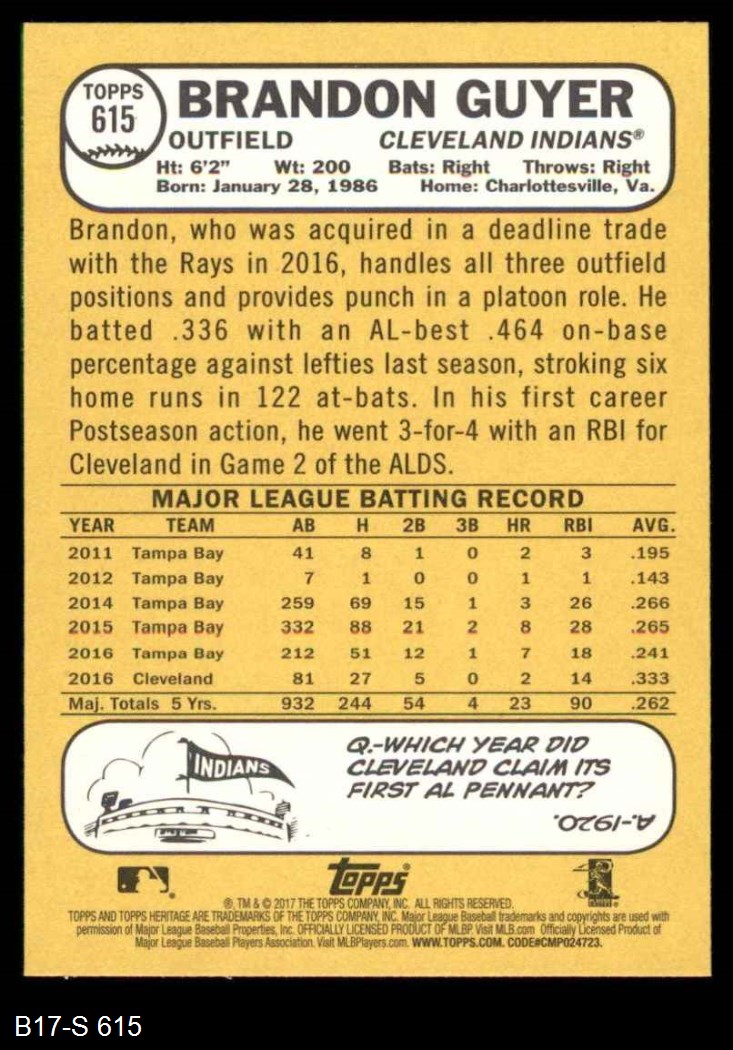 TOPPS
615
BRANDON GUYER
OUTFIELD CLEVELAND INDIANS®
Ht: 6'2" Wt: 200 Bats: Right Throws: Right
Born: January 28, 1986 Home: Charlottesville, Va.
Brandon, who was acquired in a deadline trade
with the Rays in 2016, handles all three outfield
positions and provides punch in a platoon role. He
batted .336 with an AL-best .464 on-base
percentage against lefties last season, stroking six
home runs in 122 at-bats. In his first career
Postseason action, he went 3-for-4 with an RBI for
Cleveland in Game 2 of the ALDS.
MAJOR LEAGUE BATTING RECORD
YEAR TEAM AB H 2B 3B HR RBI AVG.
2011 Tampa Bay 41 8 1 0 2 3 .195
2012 Tampa Bay 7 1 0 0 1 1 .143
2014 Tampa Bay 259 69 15 1 3 26 .266
2015 Tampa Bay 332 88 21 2 8 28 .265
2016 Tampa Bay 212 51 12 1 7 18 .241
2016 Cleveland 81 27 5 0 2 14 .333
Maj. Totals 5 Yrs. 932 244 54 4 23 90 .262
INDIANS
Q.-WHICH YEAR DID
CLEVELAND CLAIM ITS
FIRST AL PENNANT?
A.-1920.
Topps®
®, TM & © 2017 THE TOPPS COMPANY, INC. ALL RIGHTS RESERVED.
TOPPS AND TOPPS HERITAGE ARE TRADEMARKS OF THE TOPPS COMPANY, INC. Major League Baseball trademarks and copyrights are used with
permission of Major League Baseball Properties, Inc. OFFICIALLY LICENSED PRODUCT OF MLBP. Visit MLB.com Officially Licensed Product of
Major League Baseball Players Association. Visit MLBPlayers.com. WWW.TOPPS.COM. CODE#CMP024723.
B17-S 615